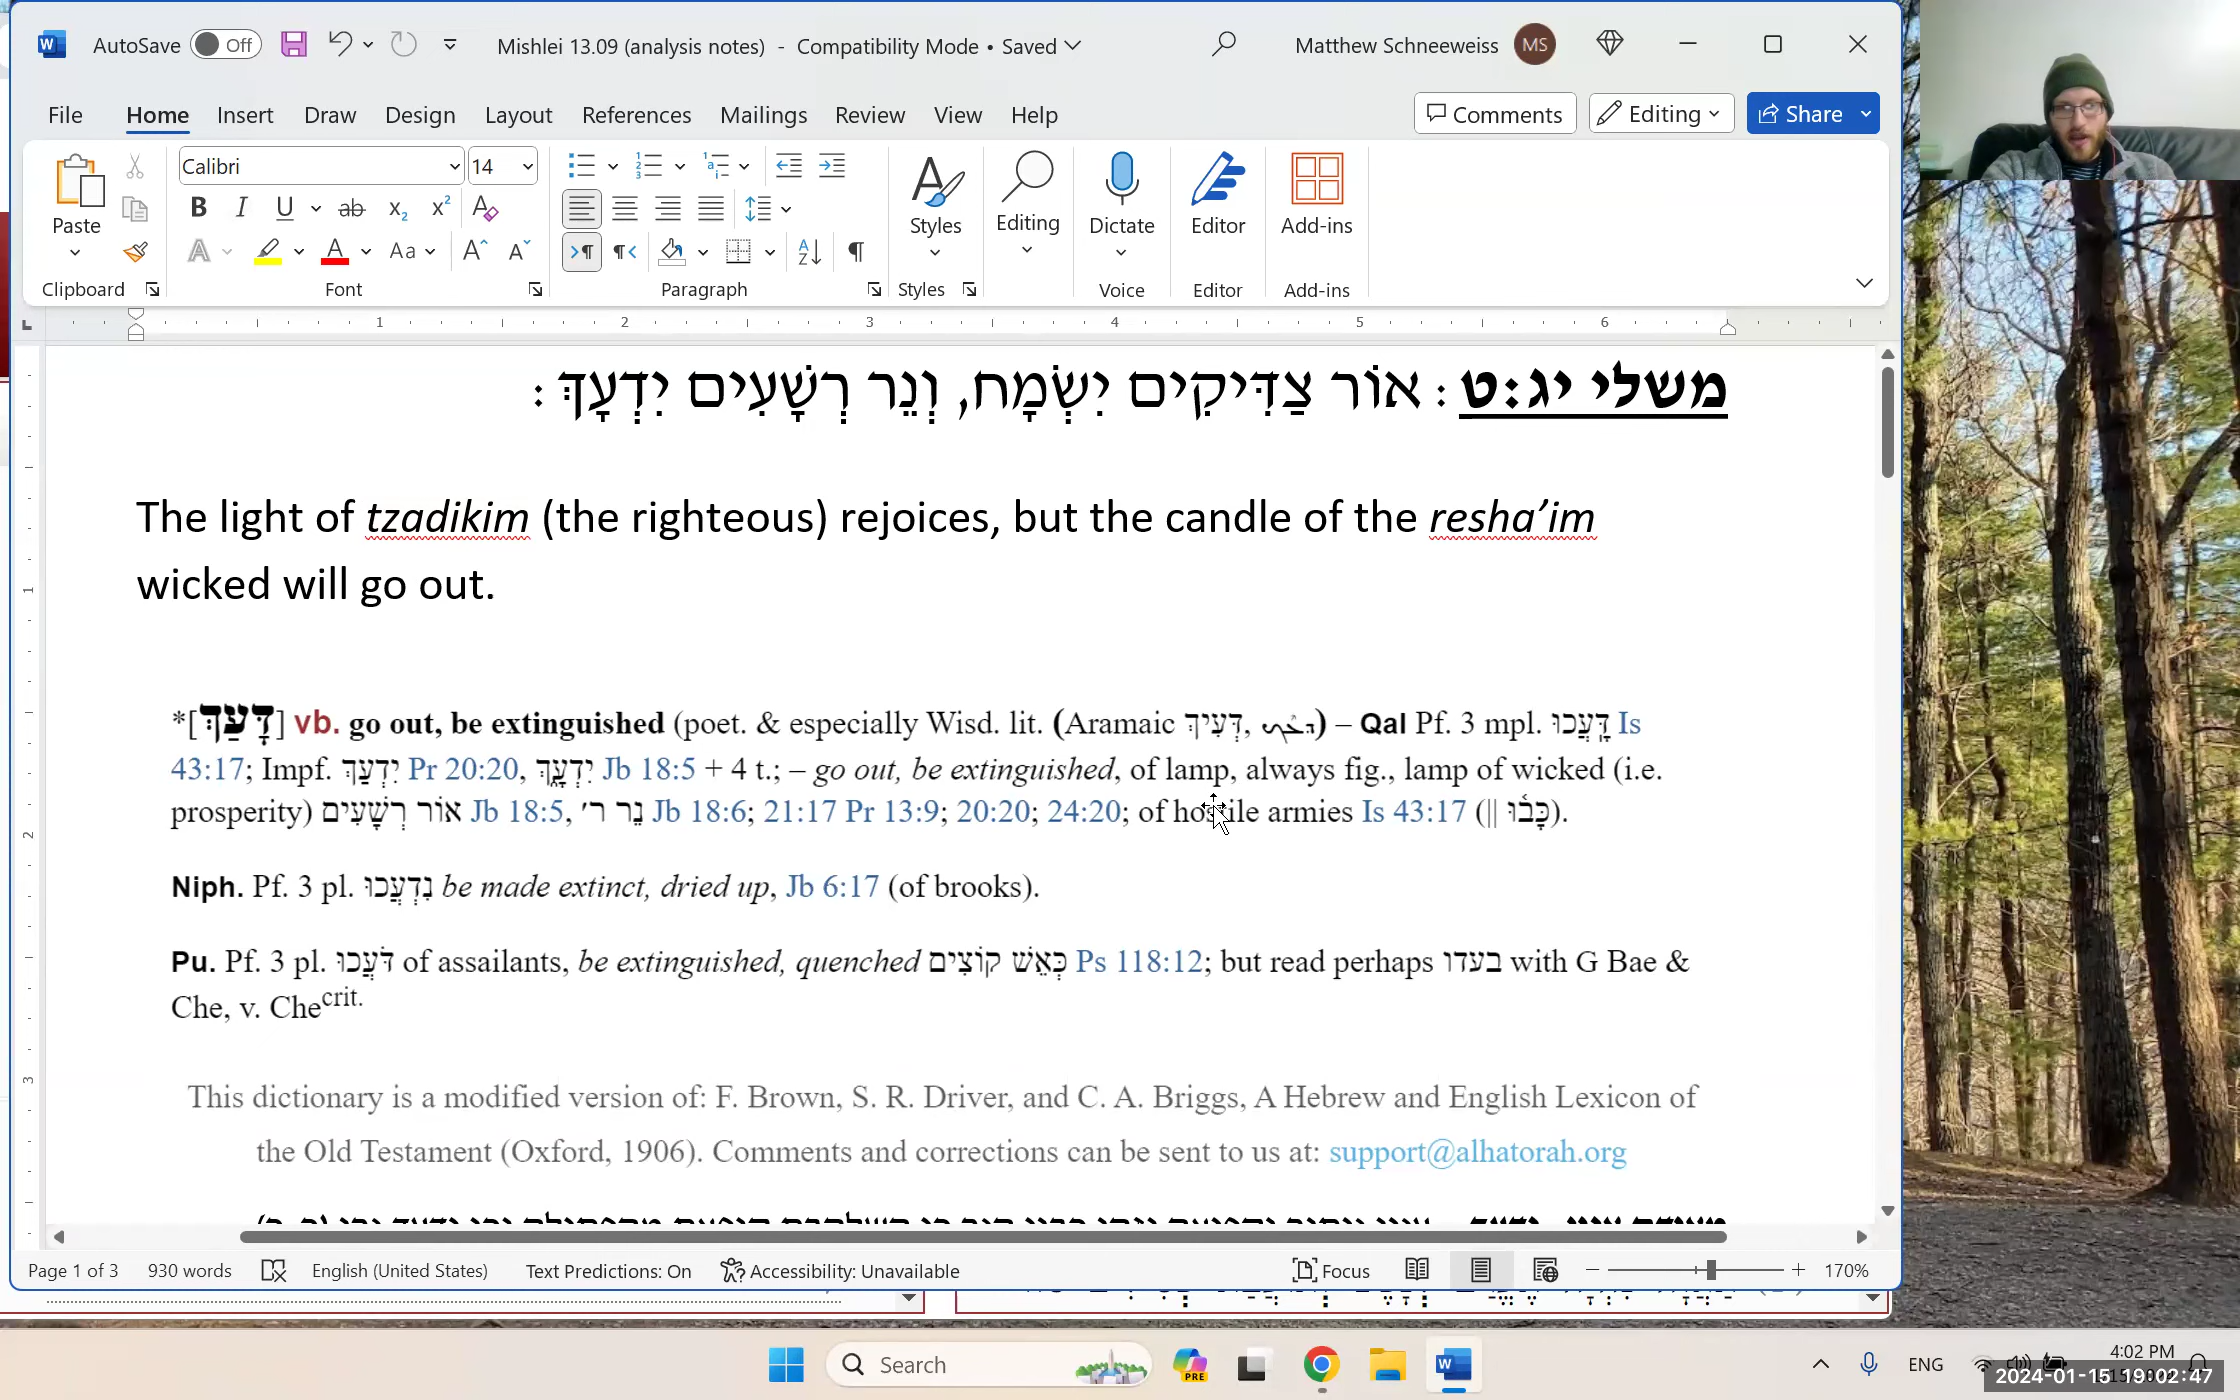 AutoSave Off Mishlei 13.09 (analysis notes) - Compatibility Mode • Saved Matthew Schneeweiss MS
File Home Insert Draw Design Layout References Mailings Review View Help Comments Editing Share
Calibri 14
Paste Styles Editing Dictate Editor Add-ins
Clipboard Font Paragraph Styles Voice Editor Add-ins
1 2 3 4 5 6
משלי יג:ט: אוֹר צַדִּיקִים יִשְׂמָח, וְנֵר רְשָׁעִים יִדְעָךְ:
The light of tzadikim (the righteous) rejoices, but the candle of the resha’im
wicked will go out.
*[דָּעַךְ] vb. go out, be extinguished (poet. & especially Wisd. lit. (Aramaic דְּעִיךְ, ) – Qal Pf. 3 mpl. דָּעֲכוּ Is
43:17; Impf. יִדְעַךְ Pr 20:20, יִדְעָךְ Jb 18:5 + 4 t.; – go out, be extinguished, of lamp, always fig., lamp of wicked (i.e.
prosperity) אוֹר רְשָׁעִים Jb 18:5, נֵר ר׳ Jb 18:6; 21:17 Pr 13:9; 20:20; 24:20; of hostile armies Is 43:17 (|| כָּבוּ).
Niph. Pf. 3 pl. נִדְעֲכוּ be made extinct, dried up, Jb 6:17 (of brooks).
Pu. Pf. 3 pl. דֹּעֲכוּ of assailants, be extinguished, quenched כְּאֵשׁ קוֹצִים Ps 118:12; but read perhaps בערו with G Bae &
Che, v. Checrit.
This dictionary is a modified version of: F. Brown, S. R. Driver, and C. A. Briggs, A Hebrew and English Lexicon of
the Old Testament (Oxford, 1906). Comments and corrections can be sent to us at: support@alhatorah.org
Page 1 of 3 930 words English (United States) Text Predictions: On Accessibility: Unavailable Focus 170%
Search PRE ENG 4:02 PM
2024-01-15 19:02:47